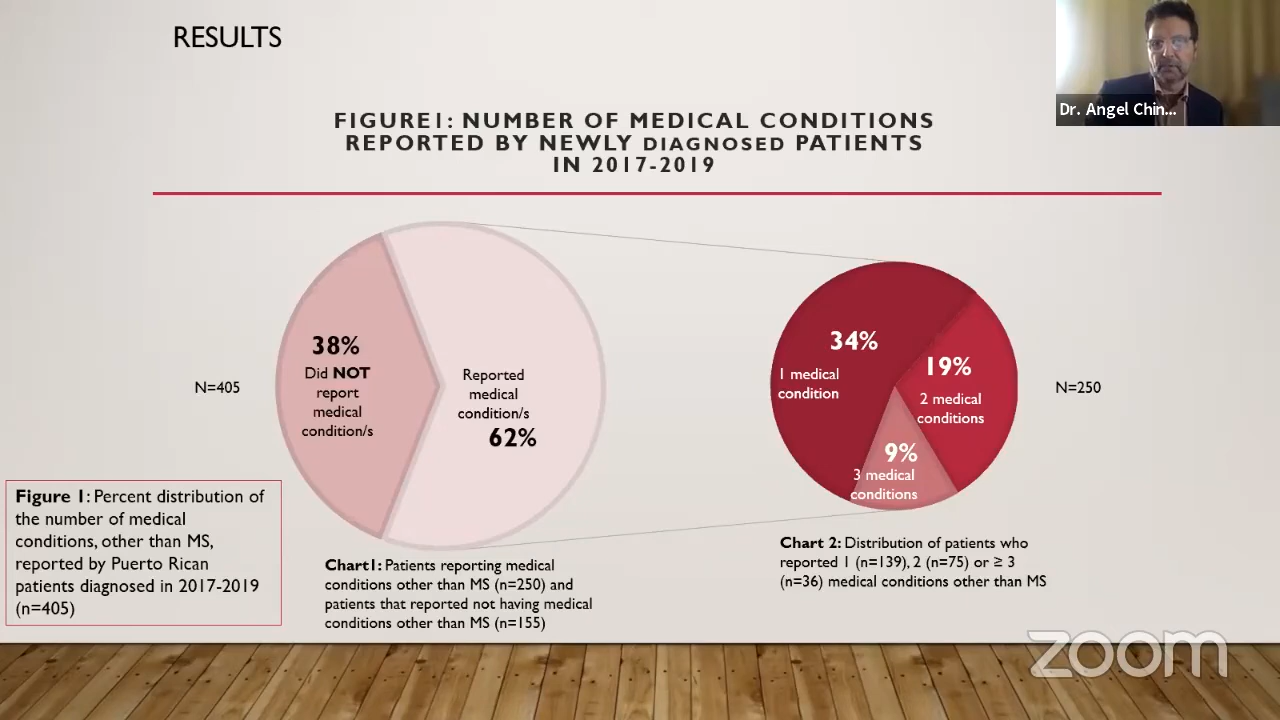 RESULTS
Dr. Angel Chin...
FIGURE1: NUMBER OF MEDICAL CONDITIONS
REPORTED BY NEWLY DIAGNOSED PATIENTS
IN 2017-2019
N=405
38%
Did NOT
report
medical
condition/s
Reported
medical
condition/s
62%
34%
1 medical
condition
19%
2 medical
conditions
9%
3 medical
conditions
N=250
Figure 1: Percent distribution of
the number of medical
conditions, other than MS,
reported by Puerto Rican
patients diagnosed in 2017-2019
(n=405)
Chart1: Patients reporting medical
conditions other than MS (n=250) and
patients that reported not having medical
conditions other than MS (n=155)
Chart 2: Distribution of patients who
reported 1 (n=139), 2 (n=75) or ≥ 3
(n=36) medical conditions other than MS
zoom